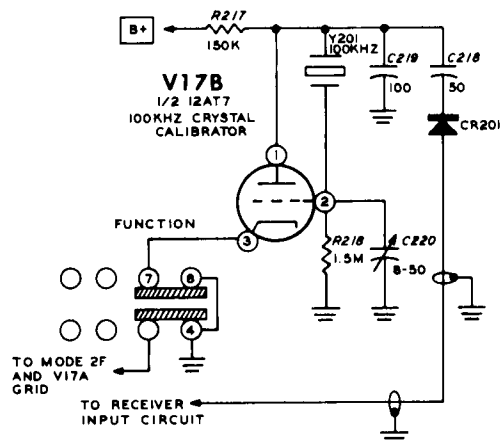 B+
R217
150K
Y201
100KHZ
C219
100
C218
50
CR201
V17B
1/2 12AT7
100KHZ CRYSTAL
CALIBRATOR
1
2
3
R218
1.5M
C220
8-50
FUNCTION
7
8
4
TO MODE 2F
AND V17A
GRID
TO RECEIVER
INPUT CIRCUIT